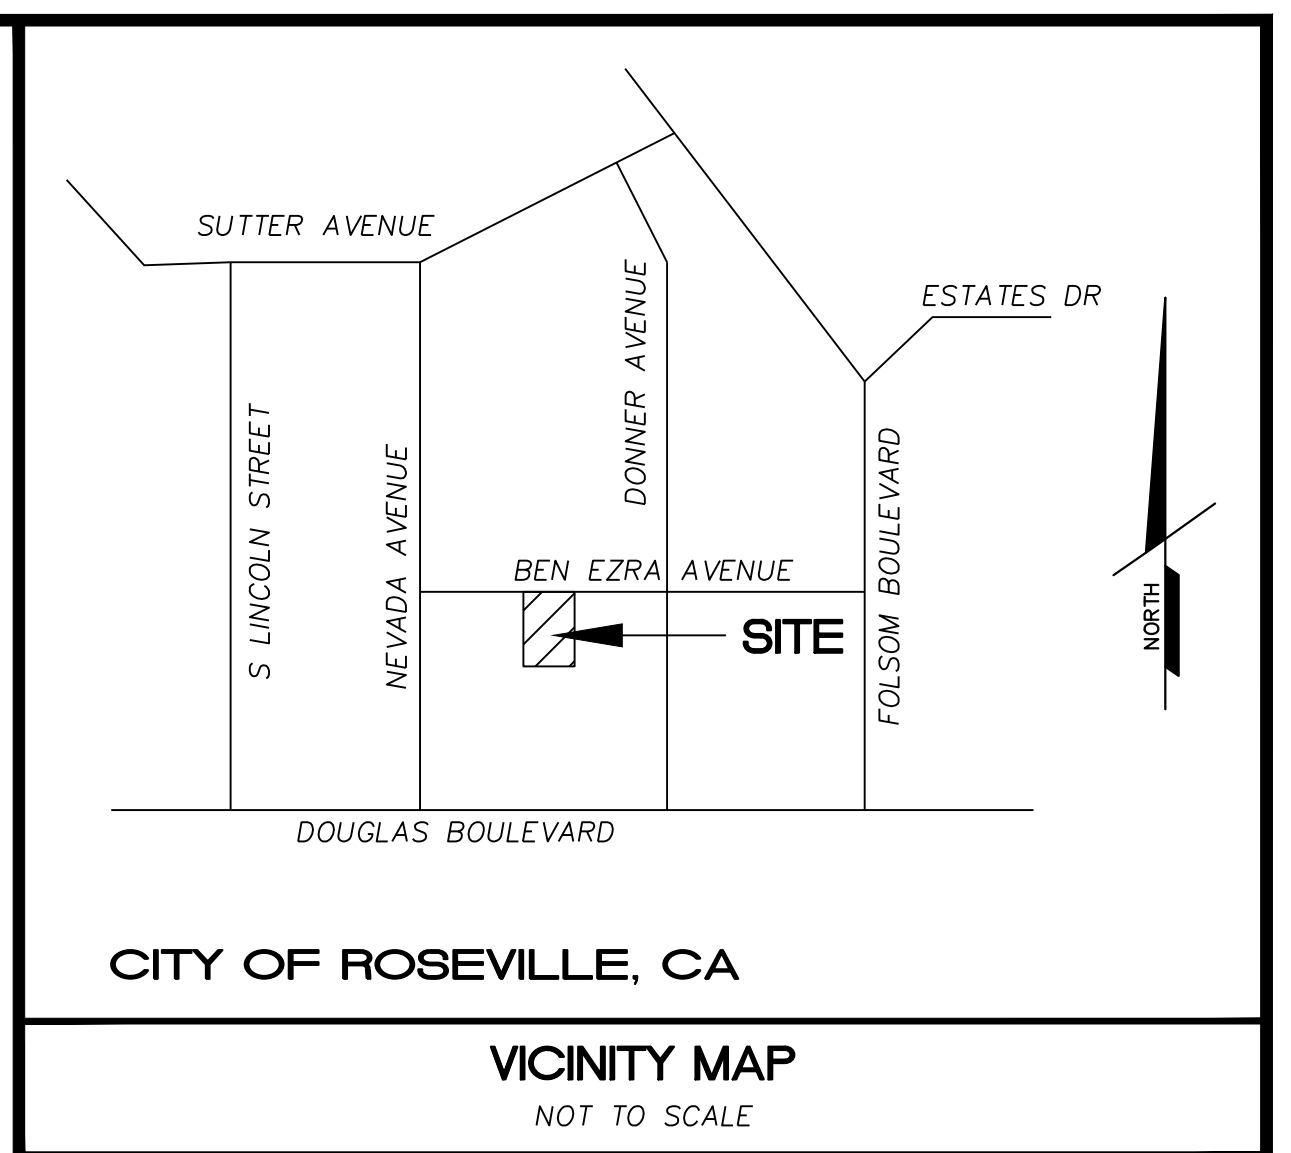 SUTTER AVENUE
ESTATES DR
DONNER AVENUE
S LINCOLN STREET
NEVADA AVENUE
FOLSOM BOULEVARD
BEN EZRA AVENUE
SITE
NORTH
DOUGLAS BOULEVARD
CITY OF ROSEVILLE, CA
VICINITY MAP
NOT TO SCALE